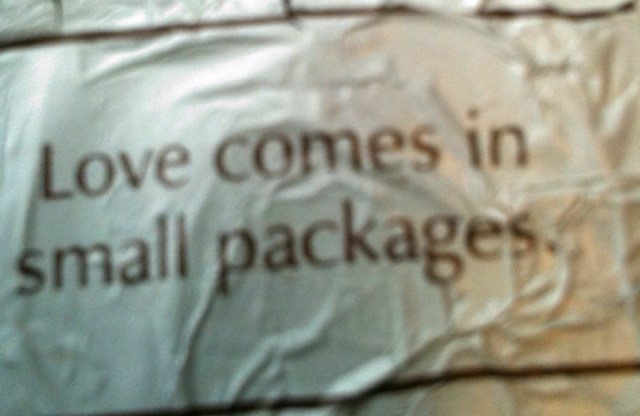 Love comes in
small packages.